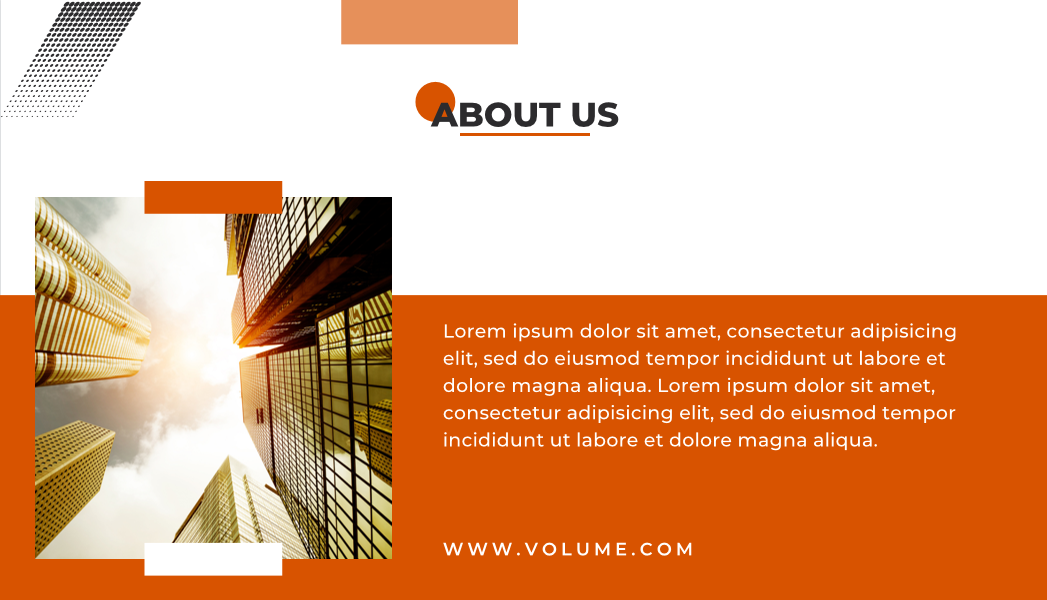 ABOUT US
Lorem ipsum dolor sit amet, consectetur adipisicing
elit, sed do eiusmod tempor incididunt ut labore et
dolore magna aliqua. Lorem ipsum dolor sit amet,
consectetur adipisicing elit, sed do eiusmod tempor
incididunt ut labore et dolore magna aliqua.
WWW.VOLUME.COM